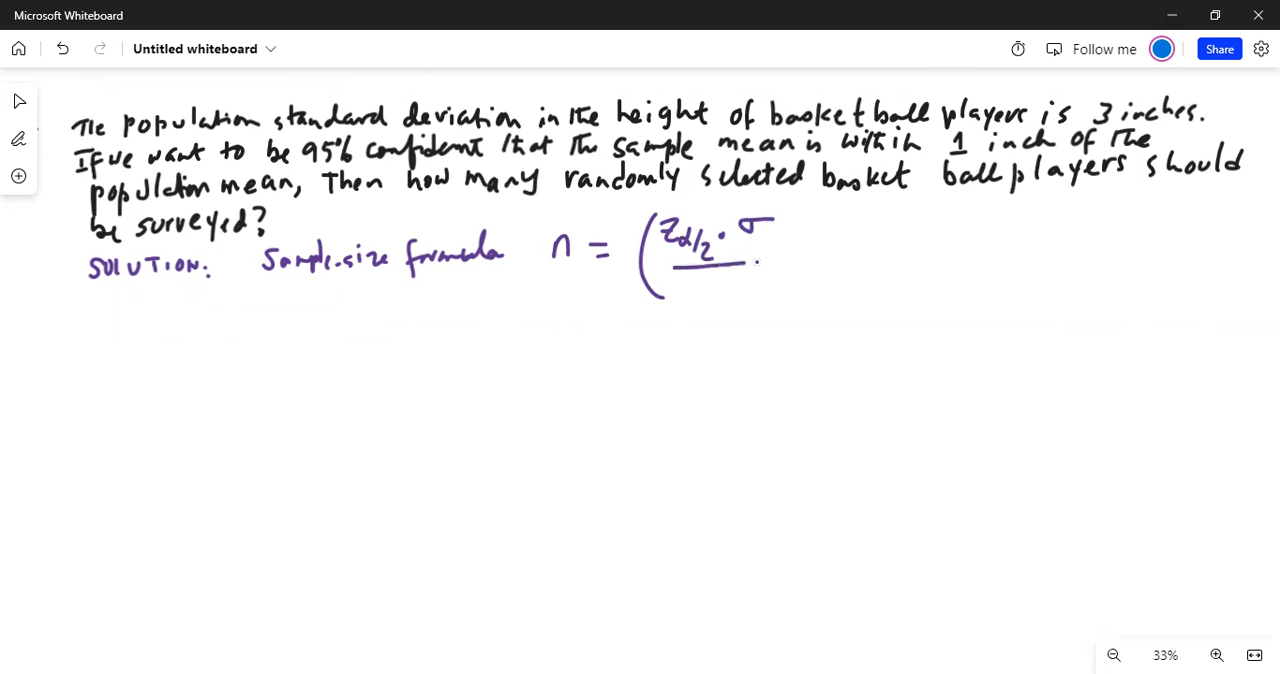 Microsoft Whiteboard
Untitled whiteboard
Follow me
Share
The population standard deviation in the height of basketball players is 3 inches.
If we want to be 95% confident that the sample mean is within 1 inch of the
population mean, Then how many randomly selected basket ball players should
be surveyed?
SOLUTION: Sample-size formula n = (Zα/2 · σ
33%